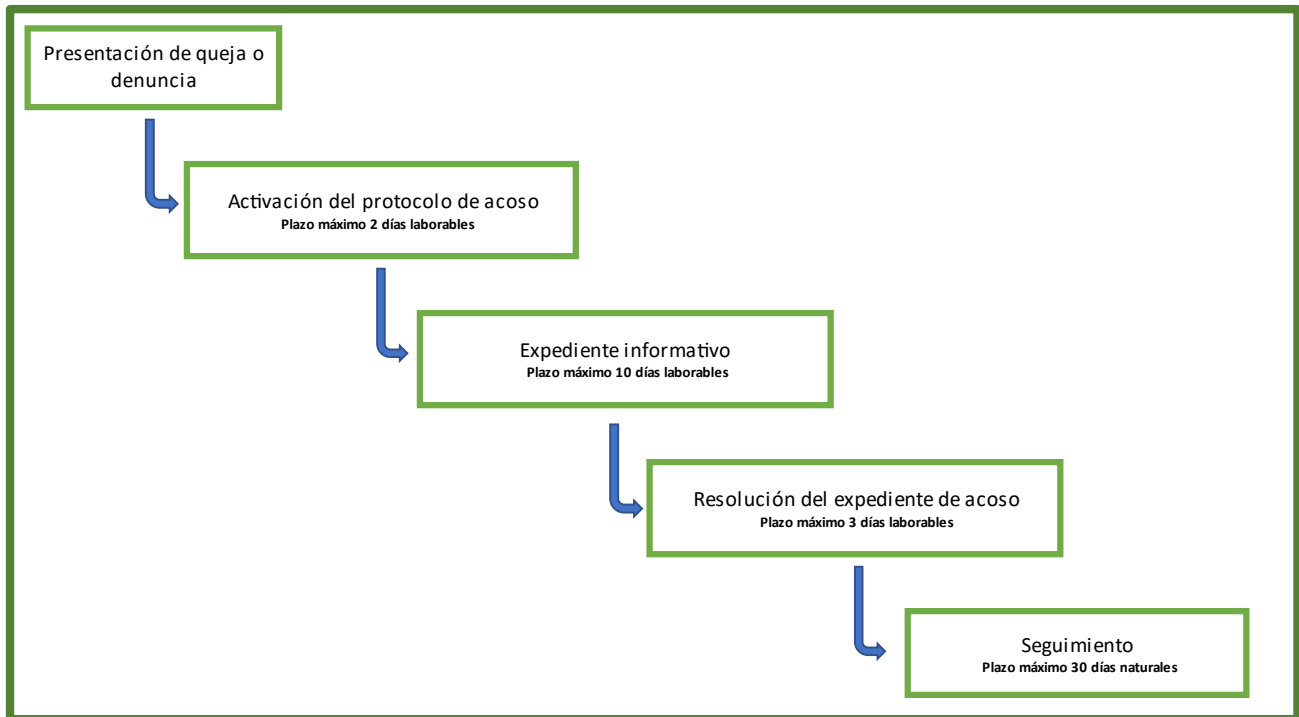 Presentación de queja o
denuncia
Activación del protocolo de acoso
Plazo máximo 2 días laborables
Expediente informativo
Plazo máximo 10 días laborables
Resolución del expediente de acoso
Plazo máximo 3 días laborables
Seguimiento
Plazo máximo 30 días naturales